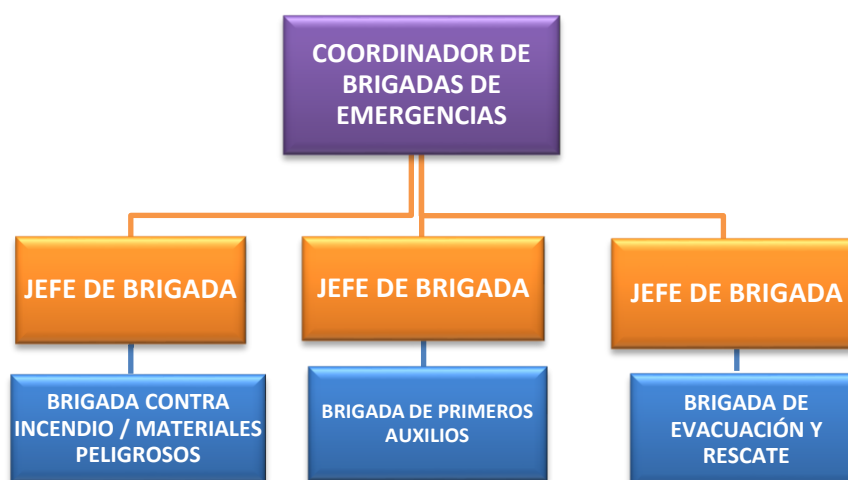 COORDINADOR DE
BRIGADAS DE
EMERGENCIAS
JEFE DE BRIGADA
JEFE DE BRIGADA
JEFE DE BRIGADA
BRIGADA CONTRA
INCENDIO / MATERIALES
PELIGROSOS
BRIGADA DE PRIMEROS
AUXILIOS
BRIGADA DE
EVACUACIÓN Y
RESCATE